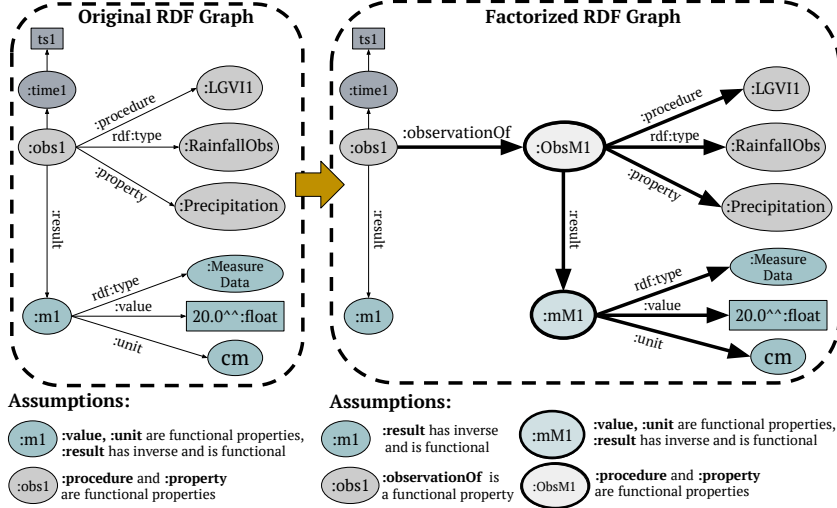 Original RDF Graph
ts1
:time1
:obs1
:procedure
:LGVI1
rdf:type
:RainfallObs
:property
:Precipitation
:result
:m1
rdf:type
:Measure
Data
:value
20.0^^:float
:unit
cm
Factorized RDF Graph
ts1
:time1
:obs1
:observationOf
:ObsM1
:procedure
:LGVI1
rdf:type
:RainfallObs
:property
:Precipitation
:result
:result
:m1
:mM1
rdf:type
:Measure
Data
:value
20.0^^:float
:unit
cm
Assumptions:
:m1
:value, :unit are functional properties,
:result has inverse and is functional
:obs1
:procedure and :property
are functional properties
Assumptions:
:m1
:result has inverse
and is functional
:mM1
:value, :unit are functional properties,
:result has inverse and is functional
:obs1
:observationOf is
a functional property
:ObsM1
:procedure and :property
are functional properties